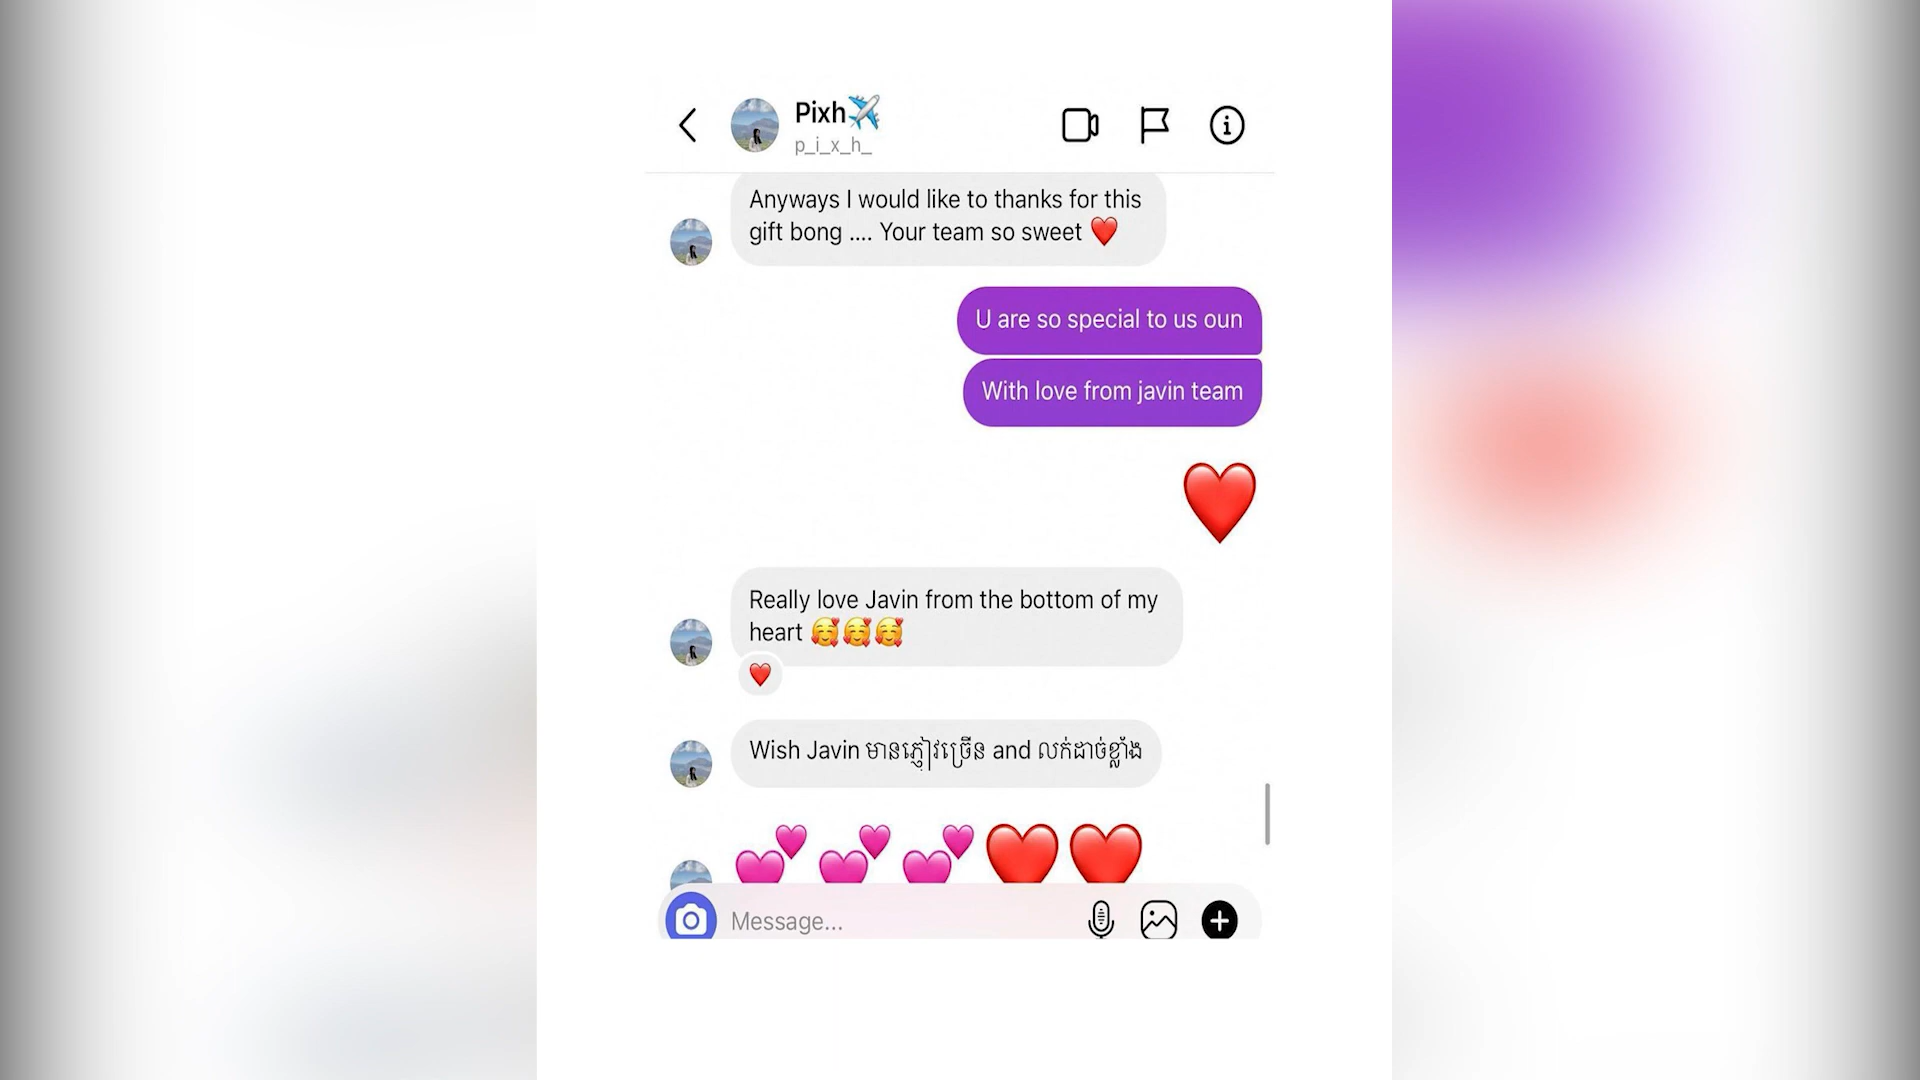 Pixh✈️
p_i_x_h_
Anyways I would like to thanks for this
gift bong .... Your team so sweet ❤️
U are so special to us oun
With love from javin team
❤️
Really love Javin from the bottom of my
heart 🥰🥰🥰
❤️
Wish Javin មានភ្ញៀវច្រើន and លក់ដាច់ខ្លាំង
💕💕💕❤️❤️
Message...